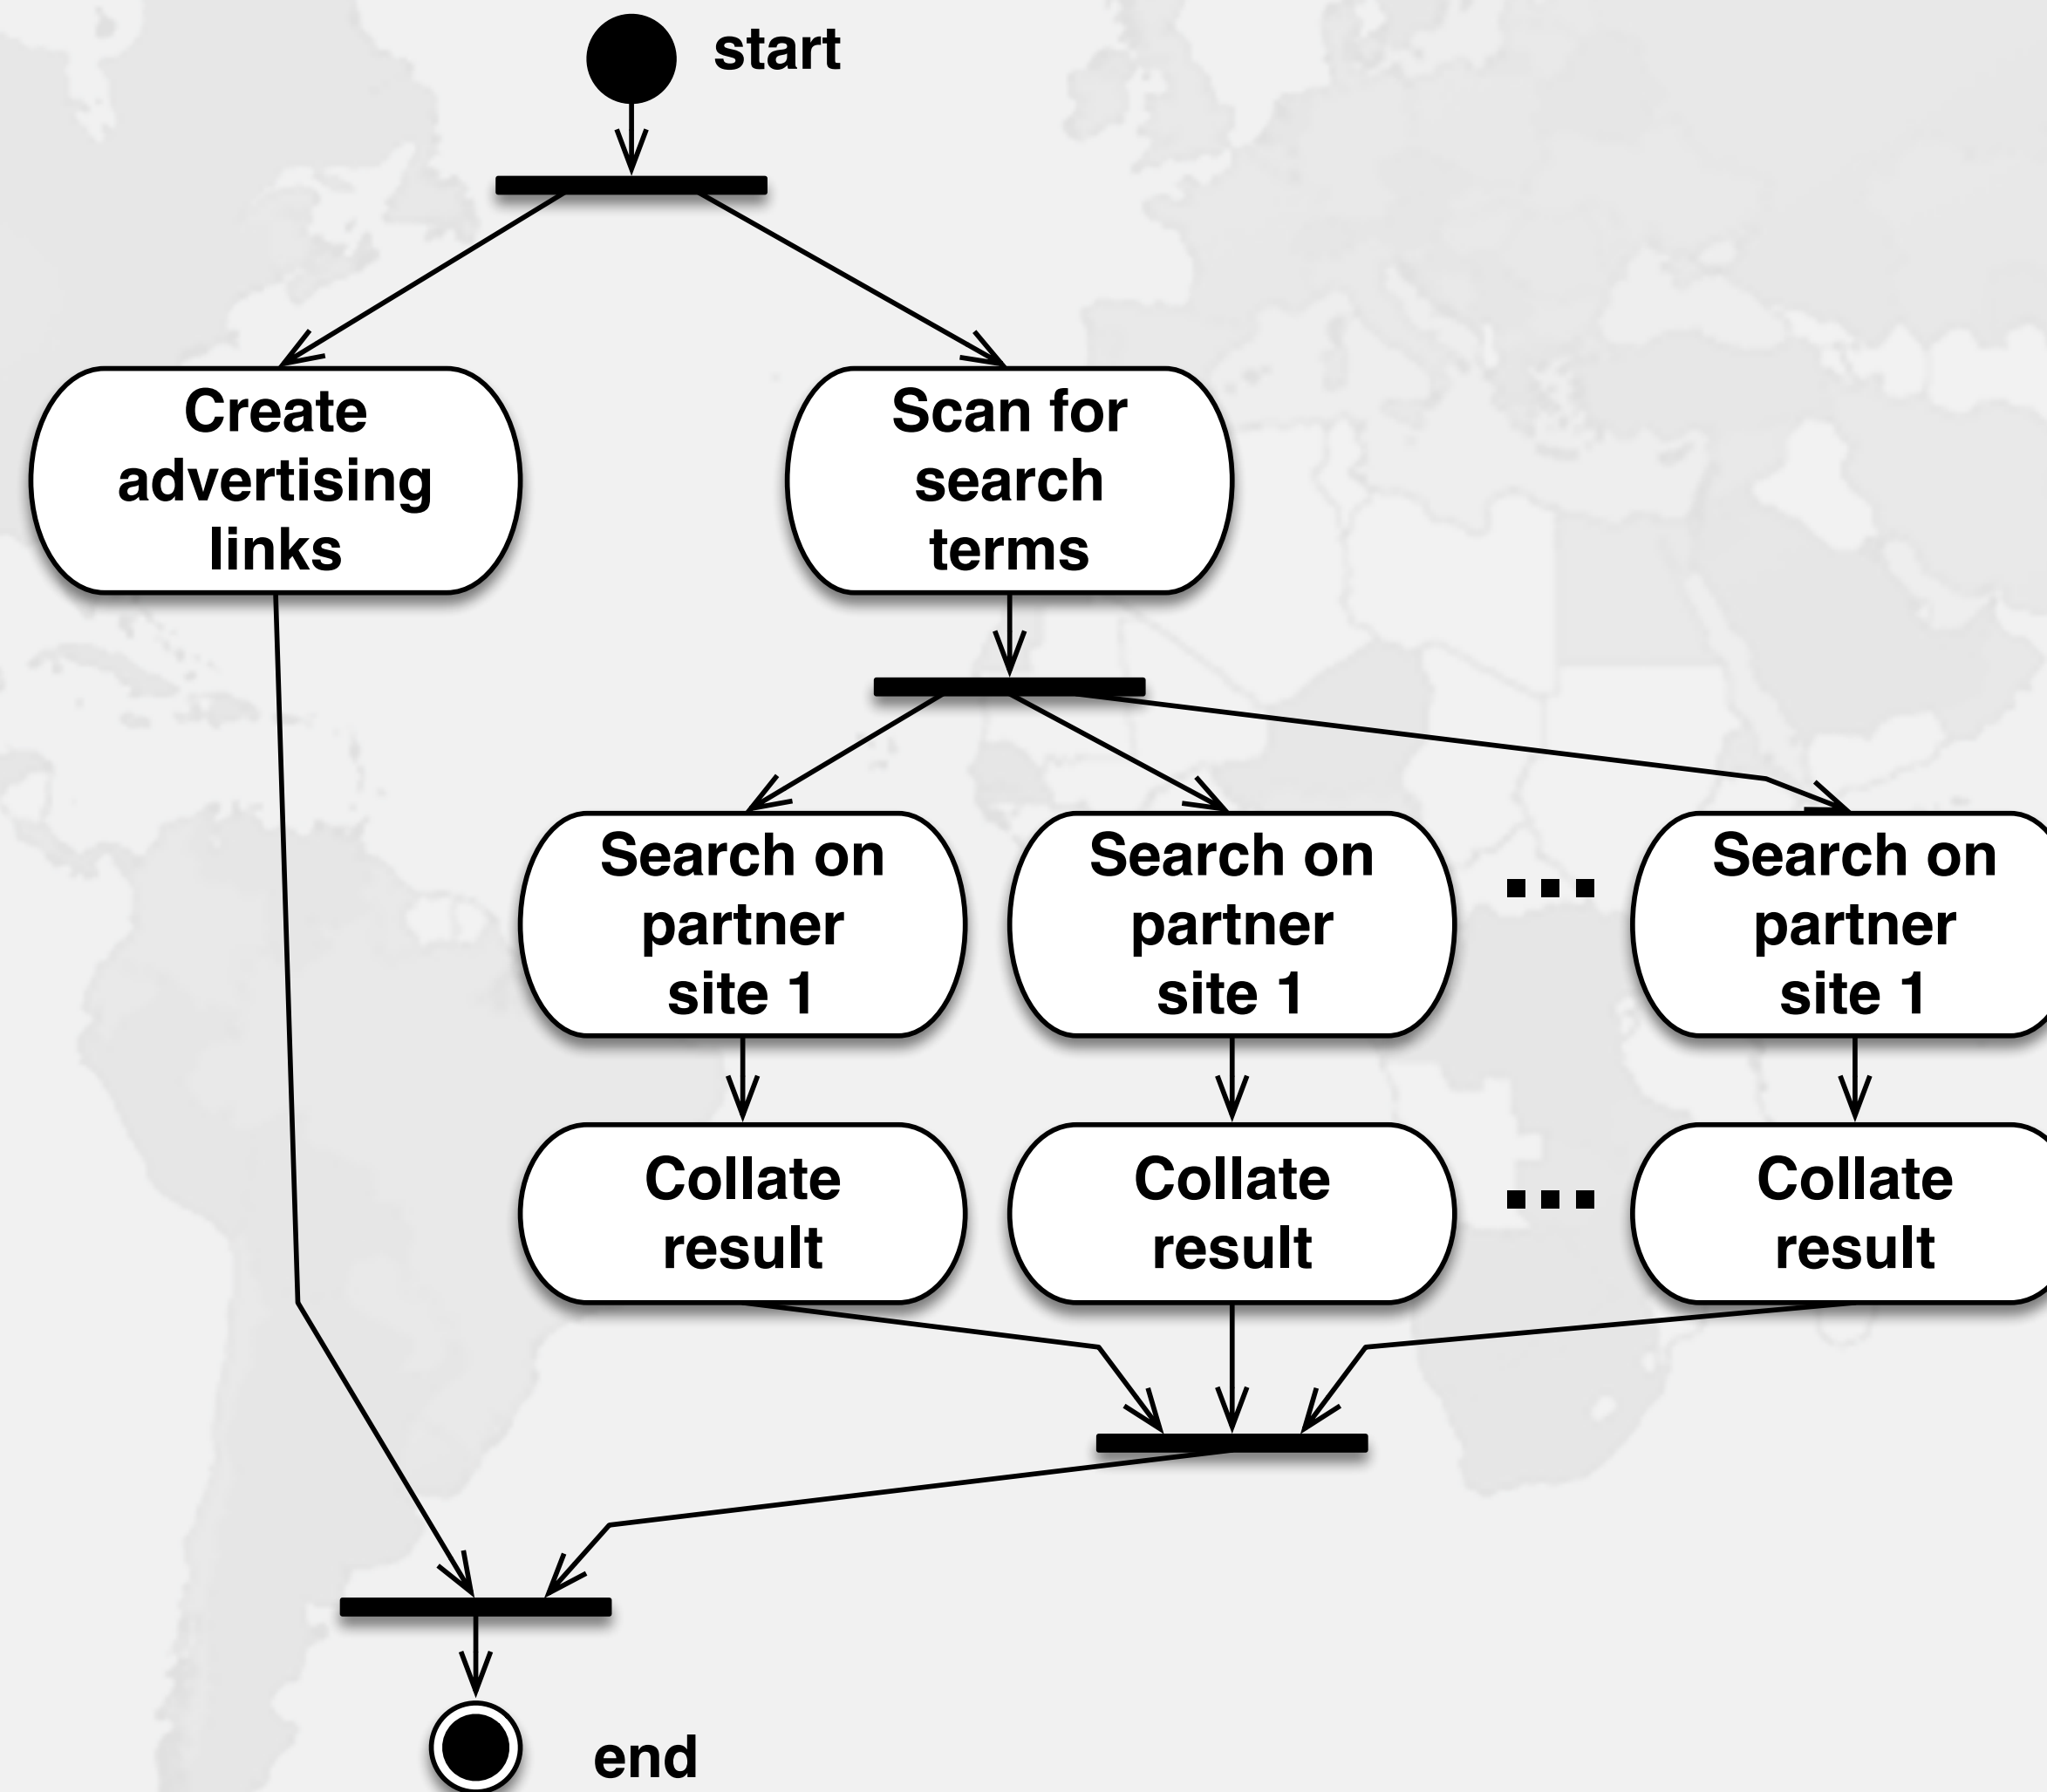 start
Create
advertising
links
Scan for
search
terms
Search on
partner
site 1
Search on
partner
site 1
...
Search on
partner
site 1
Collate
result
Collate
result
...
Collate
result
end